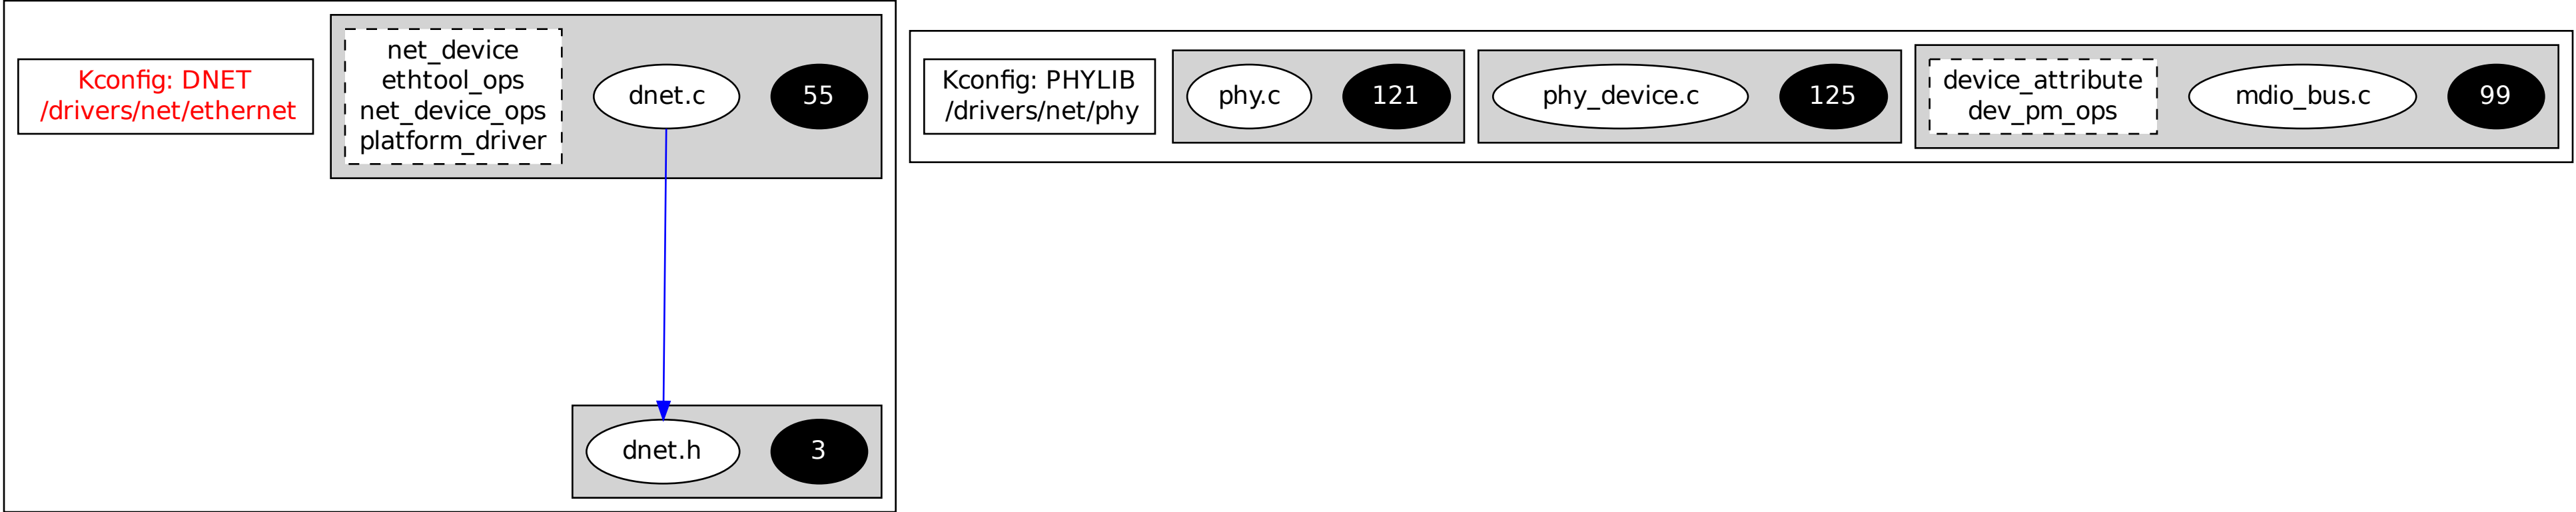 Kconfig: DNET
/drivers/net/ethernet
net_device
ethtool_ops
net_device_ops
platform_driver
dnet.c
55
dnet.h
3
Kconfig: PHYLIB
/drivers/net/phy
phy.c
121
phy_device.c
125
device_attribute
dev_pm_ops
mdio_bus.c
99